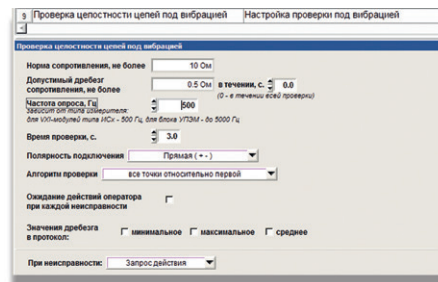 9 Проверка целостности цепей под вибрацией Настройка проверки под вибрацией
Проверка целостности цепей под вибрацией
Норма сопротивления, не более 10 Ом
Допустимый дребезг
сопротивления, не более 0.5 Ом в течении, с. 0.0
(0 - в течении всей проверки)
Частота опроса, Гц 500
зависит от типа измерителя:
для VXI-модулей типа ИСх - 500 Гц, для блока УПЗМ - до 5000 Гц
Время проверки, с. 3.0
Полярность подключения Прямая ( + - )
Алгоритм проверки все точки относительно первой
Ожидание действий оператора
при каждой неисправности
Значения дребезга
в протокол: минимальное максимальное среднее
При неисправности: Запрос действия